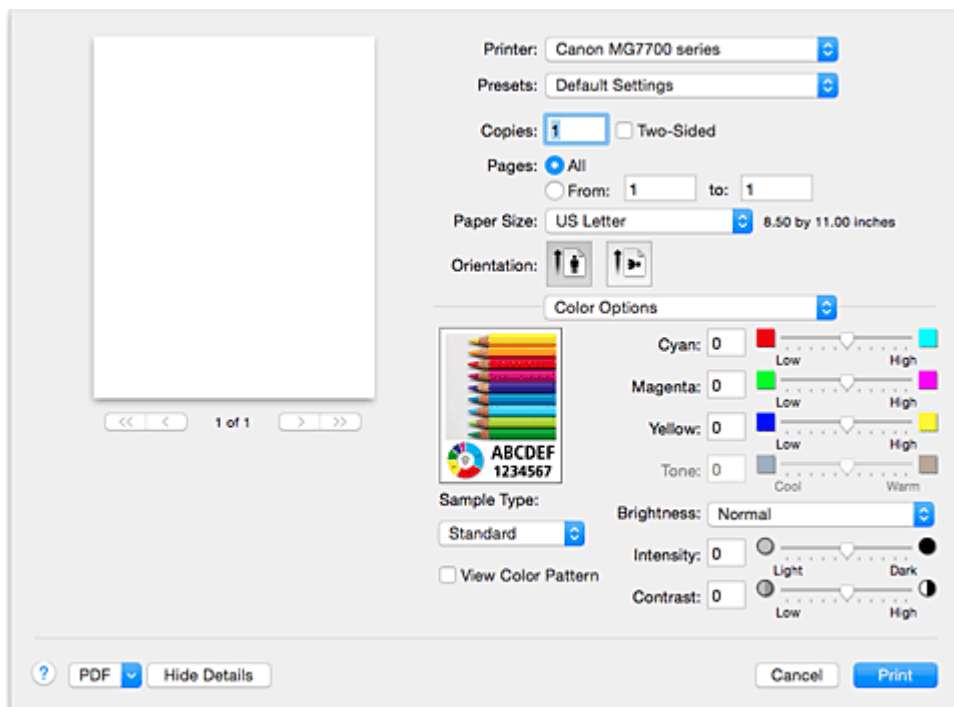 Printer: Canon MG7700 series
Presets: Default Settings
Copies: 1 Two-Sided
Pages: All
From: 1 to: 1
Paper Size: US Letter 8.50 by 11.00 inches
Orientation:
Color Options
<< < 1 of 1 > >>
ABCDEF
1234567
Sample Type:
Standard
View Color Pattern
Cyan: 0
Low High
Magenta: 0
Low High
Yellow: 0
Low High
Tone: 0
Cool Warm
Brightness: Normal
Intensity: 0
Light Dark
Contrast: 0
Low High
? PDF Hide Details Cancel Print